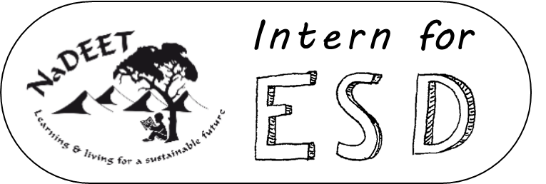 NaDEET
Learning & living for a sustainable future
Intern for
ESD